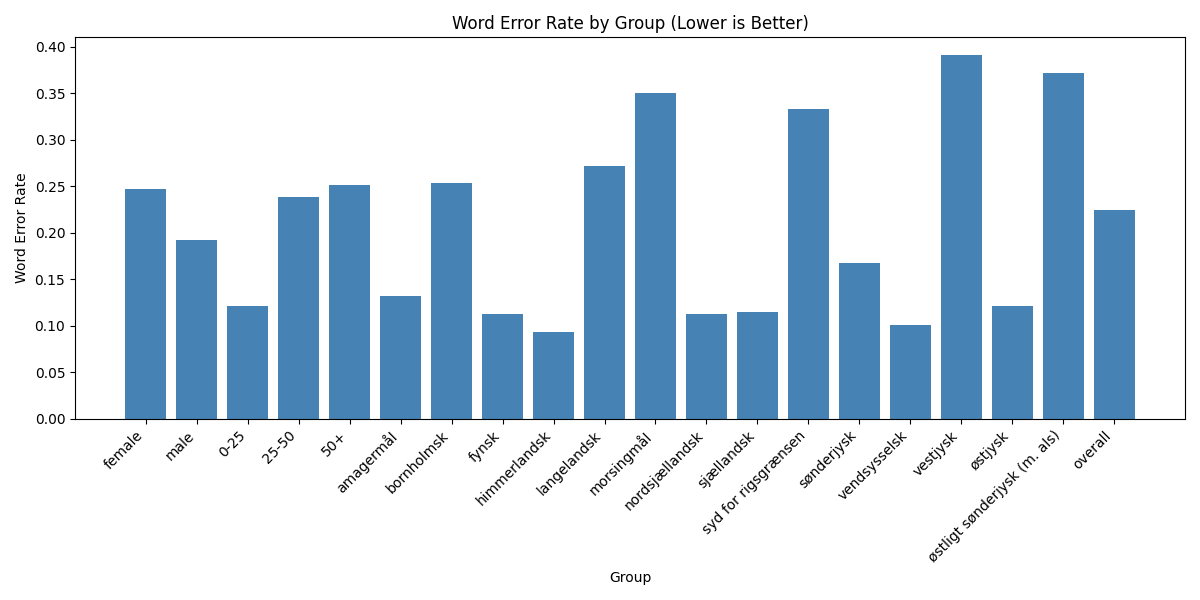 Word Error Rate by Group (Lower is Better)
Word Error Rate
0.40
0.35
0.30
0.25
0.20
0.15
0.10
0.05
0.00
female
male
0-25
25-50
50+
amagermål
bornholmsk
fynsk
himmerlandsk
langelandsk
morsingmål
nordsjællandsk
sjællandsk
syd for rigsgrænsen
sønderjysk
vendsysselsk
vestjysk
østjysk
østligt sønderjysk (m. als)
overall
Group